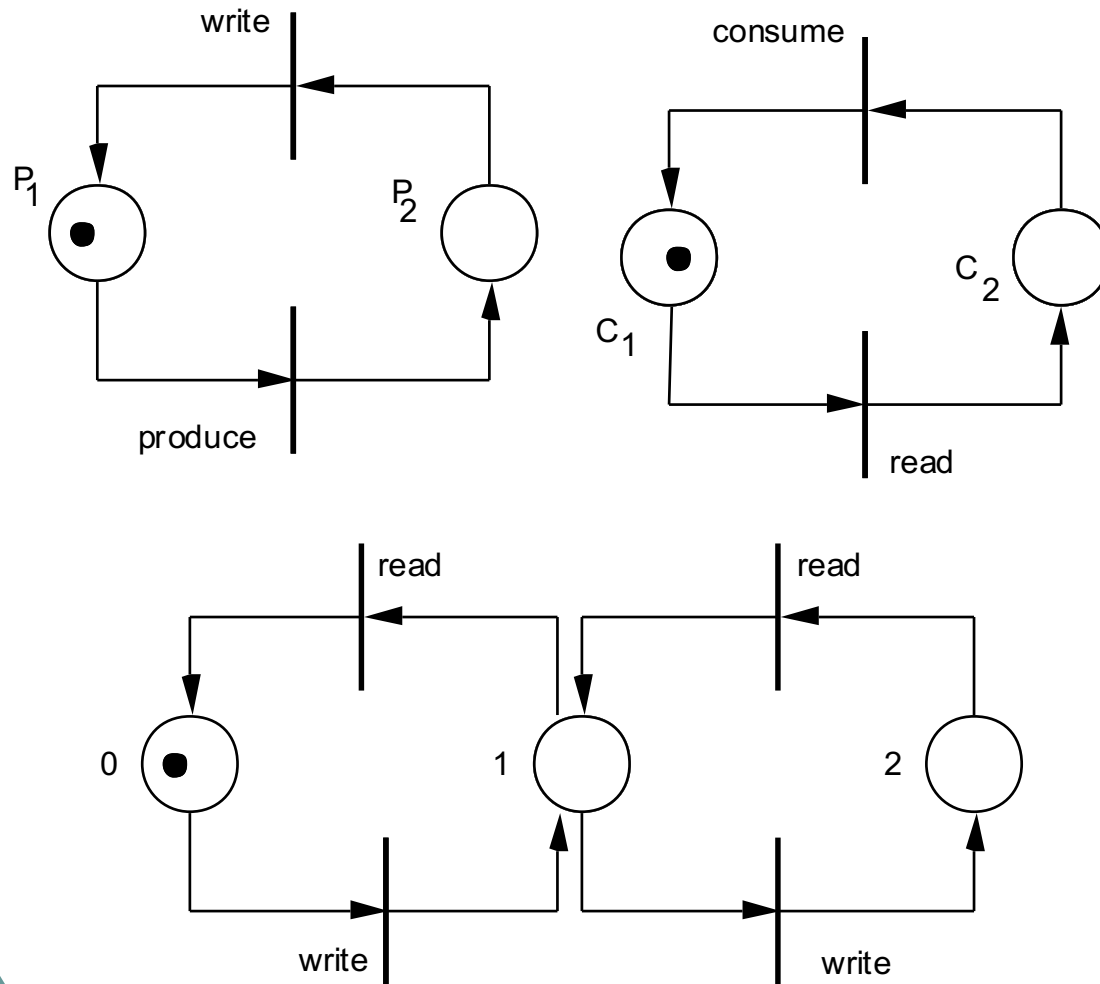 write
consume
P1
P2
C2
C1
produce
read
read
read
0
1
2
write
write